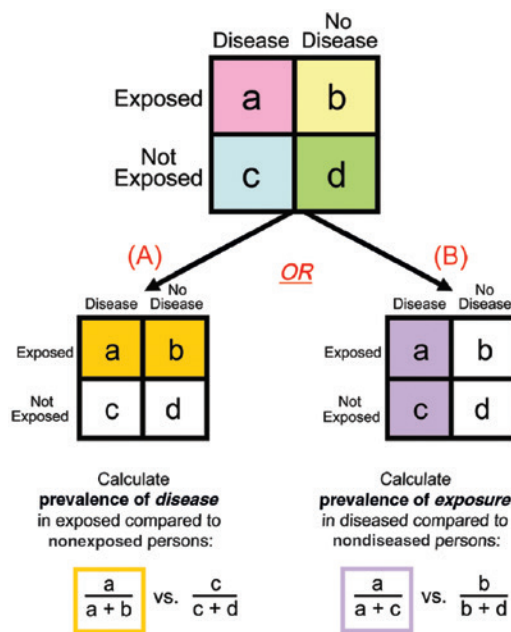 Disease No Disease
Exposed a b
Not Exposed c d
(A) OR (B)
Disease No Disease
Exposed a b
Not Exposed c d
Calculate
prevalence of disease
in exposed compared to
nonexposed persons:
a / a + b vs. c / c + d
Disease No Disease
Exposed a b
Not Exposed c d
Calculate
prevalence of exposure
in diseased compared to
nondiseased persons:
a / a + c vs. b / b + d